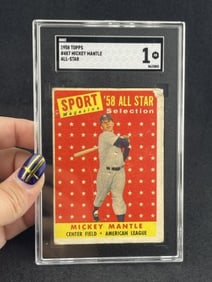 1958 TOPPS
#487 MICKEY MANTLE
ALL-STAR
1
SPORT
Magazine
'58 ALL STAR
Selection
MICKEY MANTLE
CENTER FIELD • AMERICAN LEAGUE